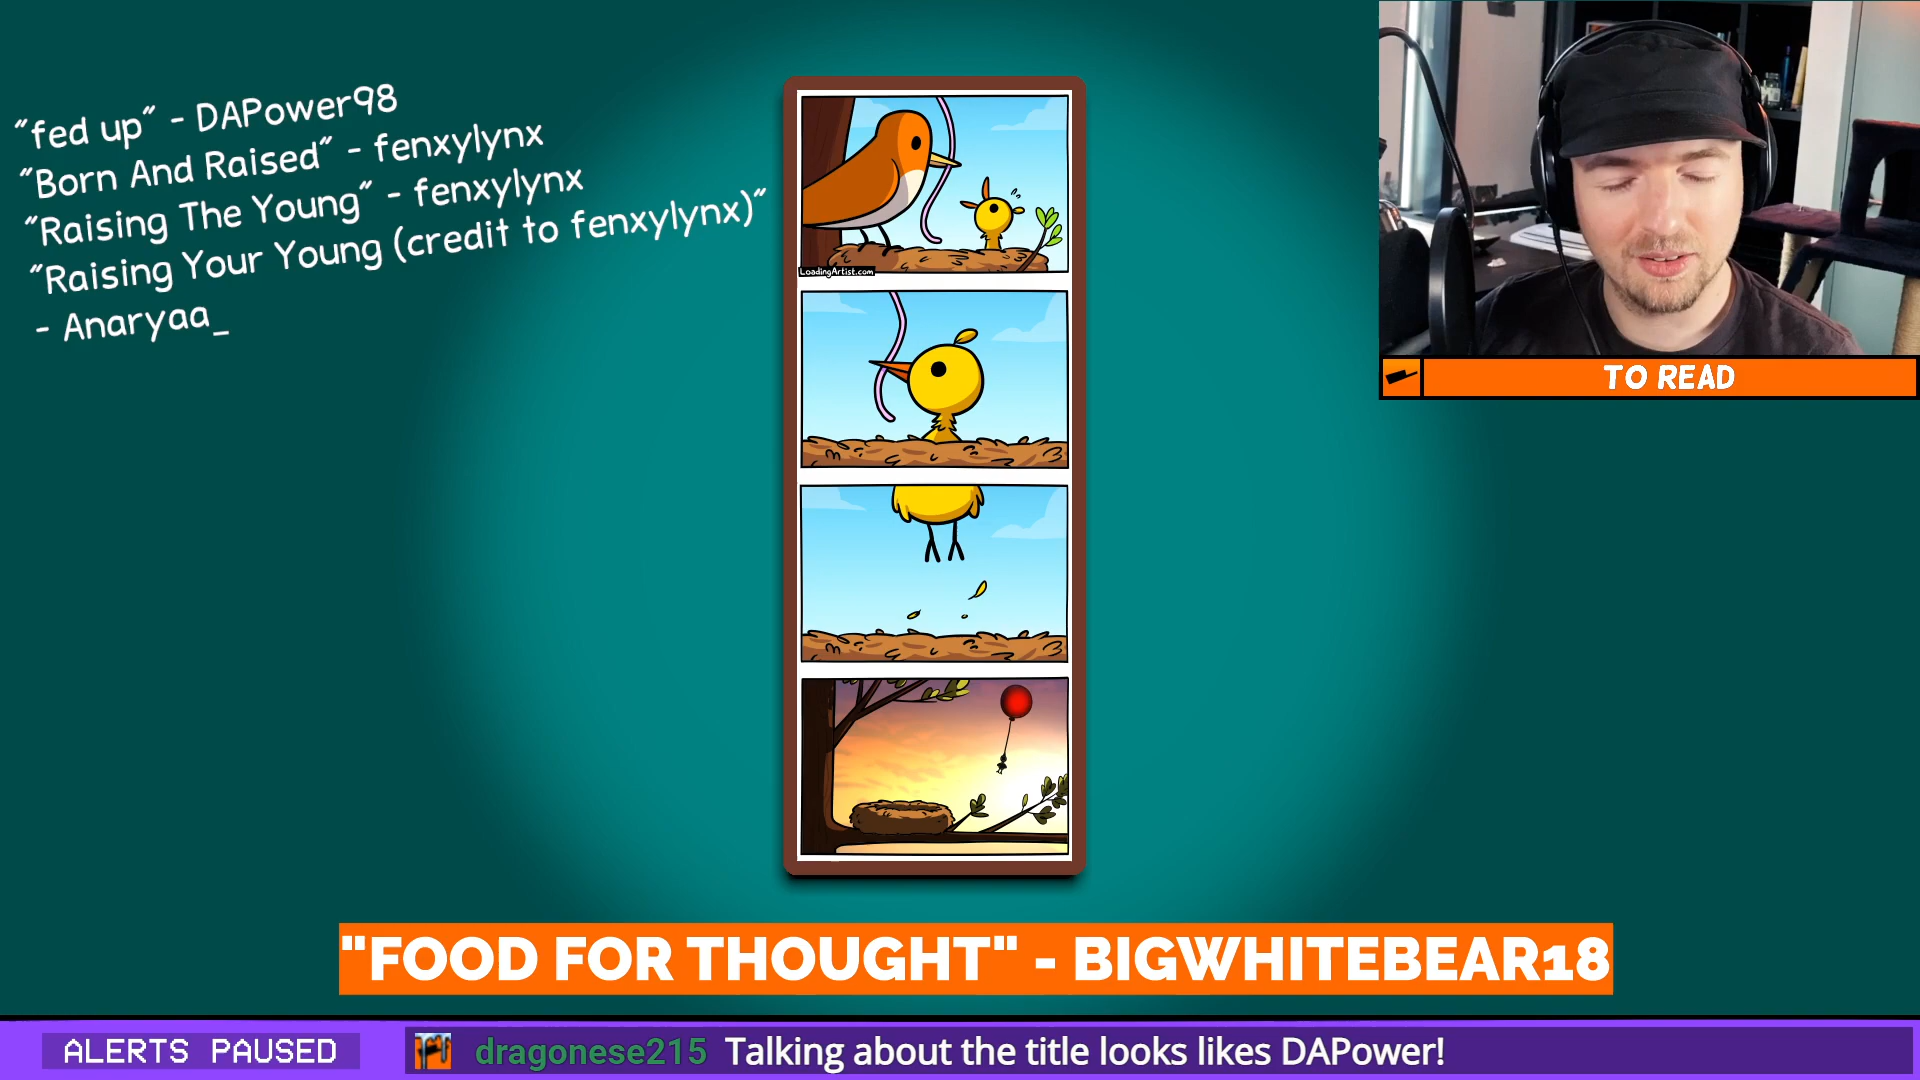 "fed up" - DAPower98
"Born And Raised" - fenxylynx
"Raising The Young" - fenxylynx
"Raising Your Young (credit to fenxylynx)"
- Anaryaa_
LoadingArtist.com
TO READ
"FOOD FOR THOUGHT" - BIGWHITEBEAR18
ALERTS PAUSED
dragonese215 Talking about the title looks likes DAPower!